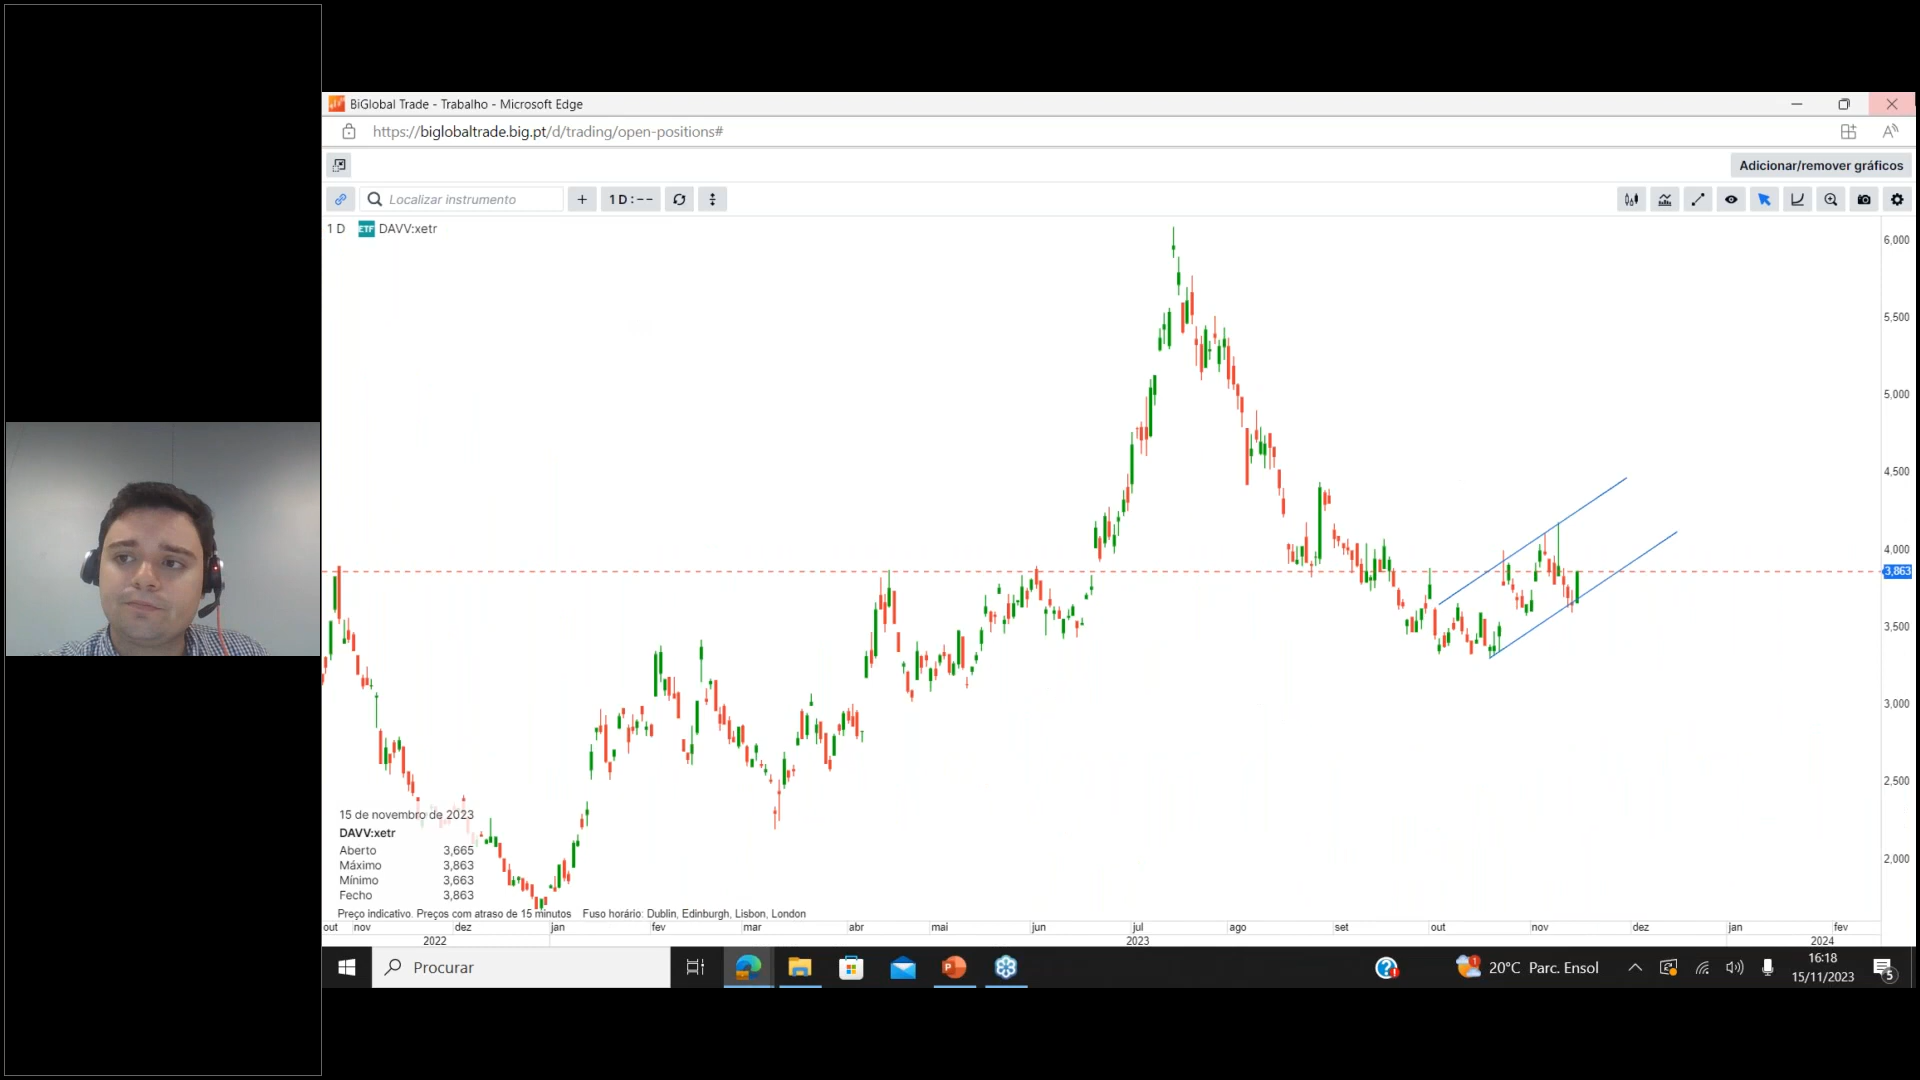 BiGlobal Trade - Trabalho - Microsoft Edge
https://biglobaltrade.big.pt/d/trading/open-positions#
Adicionar/remover gráficos
Localizar instrumento
1 D : --
1 D ETF DAVV:xetr
6,000
5,500
5,000
4,500
4,000
3,863
3,500
3,000
2,500
2,000
15 de novembro de 2023
DAVV:xetr
Aberto 3,665
Máximo 3,863
Mínimo 3,663
Fecho 3,863
Preço indicativo. Preços com atraso de 15 minutos Fuso horário: Dublin, Edinburgh, Lisbon, London
out nov dez jan fev mar abr mai jun jul ago set out nov dez jan fev
2022 2023 2024
Procurar
20°C Parc. Ensol
16:18
15/11/2023
5